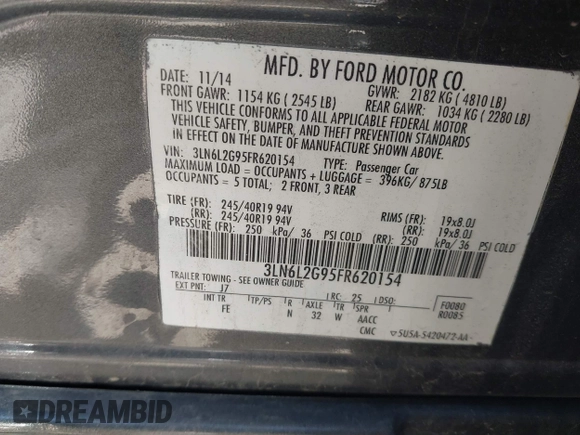 MFD. BY FORD MOTOR CO.
DATE: 11/14 GVWR: 2182 KG ( 4810 LB)
FRONT GAWR: 1154 KG ( 2545 LB) REAR GAWR: 1034 KG ( 2280 LB)
THIS VEHICLE CONFORMS TO ALL APPLICABLE FEDERAL MOTOR
VEHICLE SAFETY, BUMPER, AND THEFT PREVENTION STANDARDS
IN EFFECT ON THE DATE OF MANUFACTURE SHOWN ABOVE.
VIN: 3LN6L2G95FR620154 TYPE: Passenger Car
MAXIMUM LOAD = OCCUPANTS + LUGGAGE = 396KG/ 875LB
OCCUPANTS = 5 TOTAL; 2 FRONT, 3 REAR
TIRE (FR): 245/40R19 94V RIMS (FR): 19x8.0J
(RR): 245/40R19 94V (RR): 19x8.0J
PRESSURE (FR) 250 kPa/ 36 PSI COLD (RR) 250 kPa/ 36 PSI COLD
3LN6L2G95FR620154
TRAILER TOWING - SEE OWNER GUIDE
EXT PNT: J7 RC: 25 DSO: F0080
INT TR TP/PS R AXLE TR SPR R0085
FE N 32 W AACC
CMC 5U5A-5420472-AA
DREAMBID